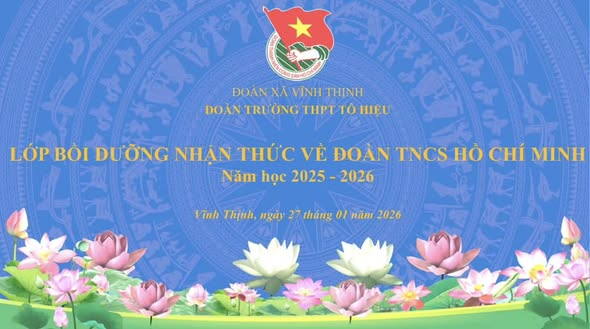 ĐOÀN XÃ VĨNH THỊNH
ĐOÀN TRƯỜNG THPT TÔ HIỆU
LỚP BỒI DƯỠNG NHẬN THỨC VỀ ĐOÀN TNCS HỒ CHÍ MINH
Năm học 2025 - 2026
Vĩnh Thịnh, ngày 27 tháng 01 năm 2026